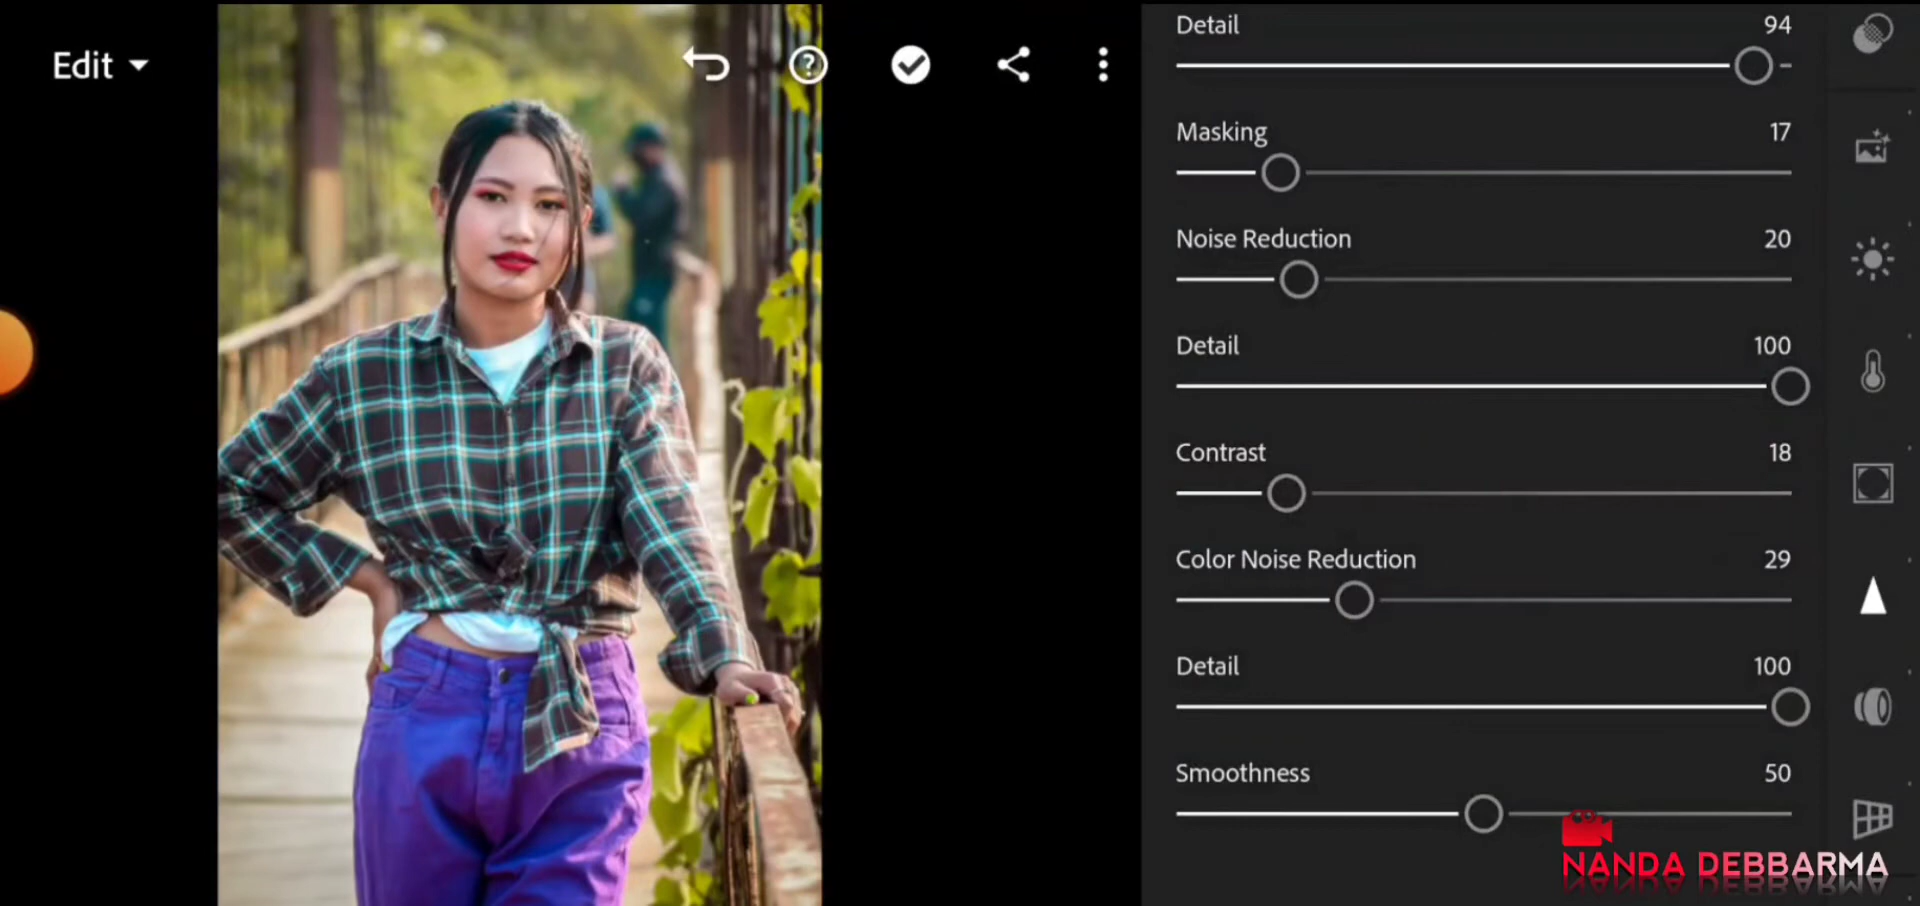 Edit
Detail 94
Masking 17
Noise Reduction 20
Detail 100
Contrast 18
Color Noise Reduction 29
Detail 100
Smoothness 50
NANDA DEBBARMA